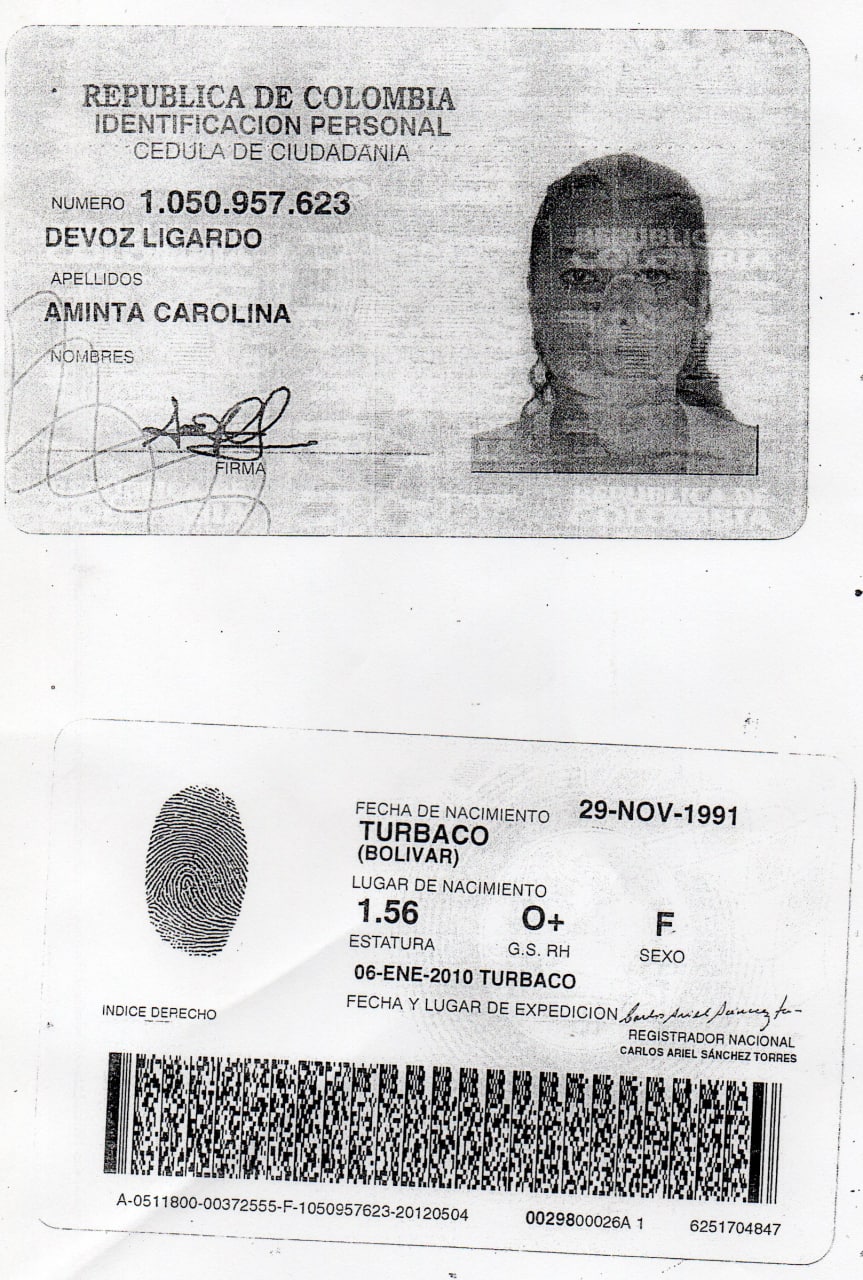 REPUBLICA DE COLOMBIA
IDENTIFICACION PERSONAL
CEDULA DE CIUDADANIA
NUMERO 1.050.957.623
DEVOZ LIGARDO
APELLIDOS
AMINTA CAROLINA
NOMBRES
FIRMA
REPUBLICA DE
COLOMBIA
FECHA DE NACIMIENTO 29-NOV-1991
TURBACO
(BOLIVAR)
LUGAR DE NACIMIENTO
1.56 O+ F
ESTATURA G.S. RH SEXO
06-ENE-2010 TURBACO
FECHA Y LUGAR DE EXPEDICION
INDICE DERECHO
REGISTRADOR NACIONAL
CARLOS ARIEL SÁNCHEZ TORRES
A-0511800-00372555-F-1050957623-20120504 0029800026A 1 6251704847